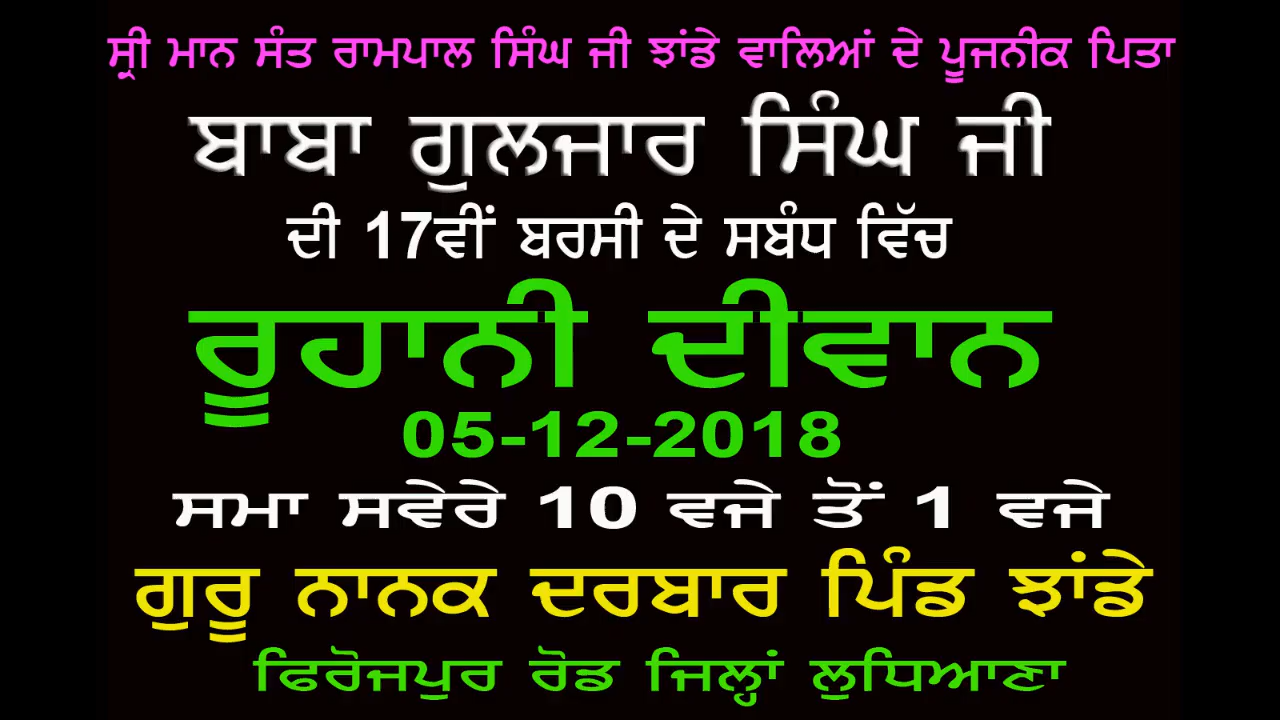 ਸ੍ਰੀ ਮਾਨ ਸੰਤ ਰਾਮਪਾਲ ਸਿੰਘ ਜੀ ਝਾਂਡੇ ਵਾਲਿਆਂ ਦੇ ਪੂਜਨੀਕ ਪਿਤਾ
ਬਾਬਾ ਗੁਲਜਾਰ ਸਿੰਘ ਜੀ
ਦੀ 17ਵੀਂ ਬਰਸੀ ਦੇ ਸਬੰਧ ਵਿੱਚ
ਰੂਹਾਨੀ ਦੀਵਾਨ
05-12-2018
ਸਮਾ ਸਵੇਰੇ 10 ਵਜੇ ਤੋਂ 1 ਵਜੇ
ਗੁਰੂ ਨਾਨਕ ਦਰਬਾਰ ਪਿੰਡ ਝਾਂਡੇ
ਫਿਰੋਜਪੁਰ ਰੋਡ ਜਿਲ੍ਹਾਂ ਲੁਧਿਆਣਾ